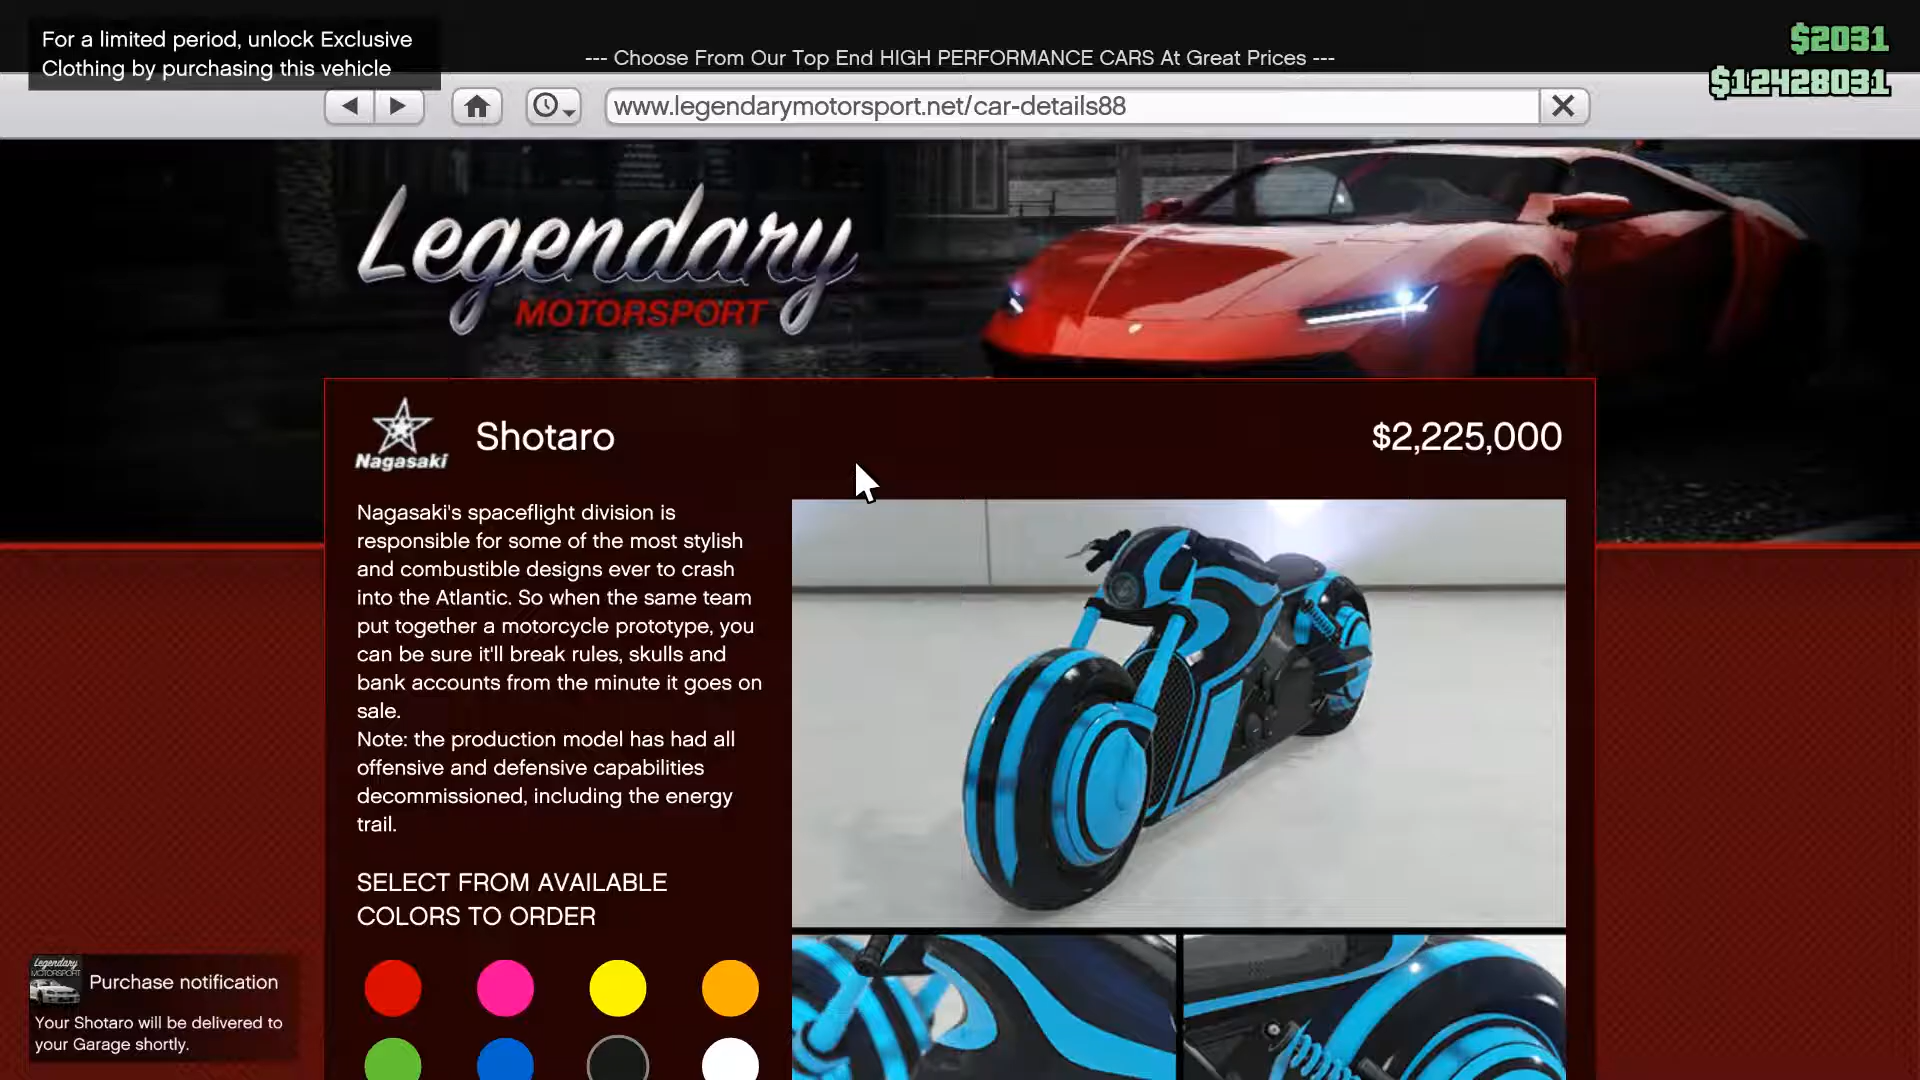 For a limited period, unlock Exclusive
Clothing by purchasing this vehicle
--- Choose From Our Top End HIGH PERFORMANCE CARS At Great Prices ---
$2031
$12428031
www.legendarymotorsport.net/car-details88
Legendary
MOTORSPORT
Nagasaki
Shotaro
$2,225,000
Nagasaki's spaceflight division is
responsible for some of the most stylish
and combustible designs ever to crash
into the Atlantic. So when the same team
put together a motorcycle prototype, you
can be sure it'll break rules, skulls and
bank accounts from the minute it goes on
sale.
Note: the production model has had all
offensive and defensive capabilities
decommissioned, including the energy
trail.
SELECT FROM AVAILABLE
COLORS TO ORDER
Legendary
MOTORSPORT
Purchase notification
Your Shotaro will be delivered to
your Garage shortly.